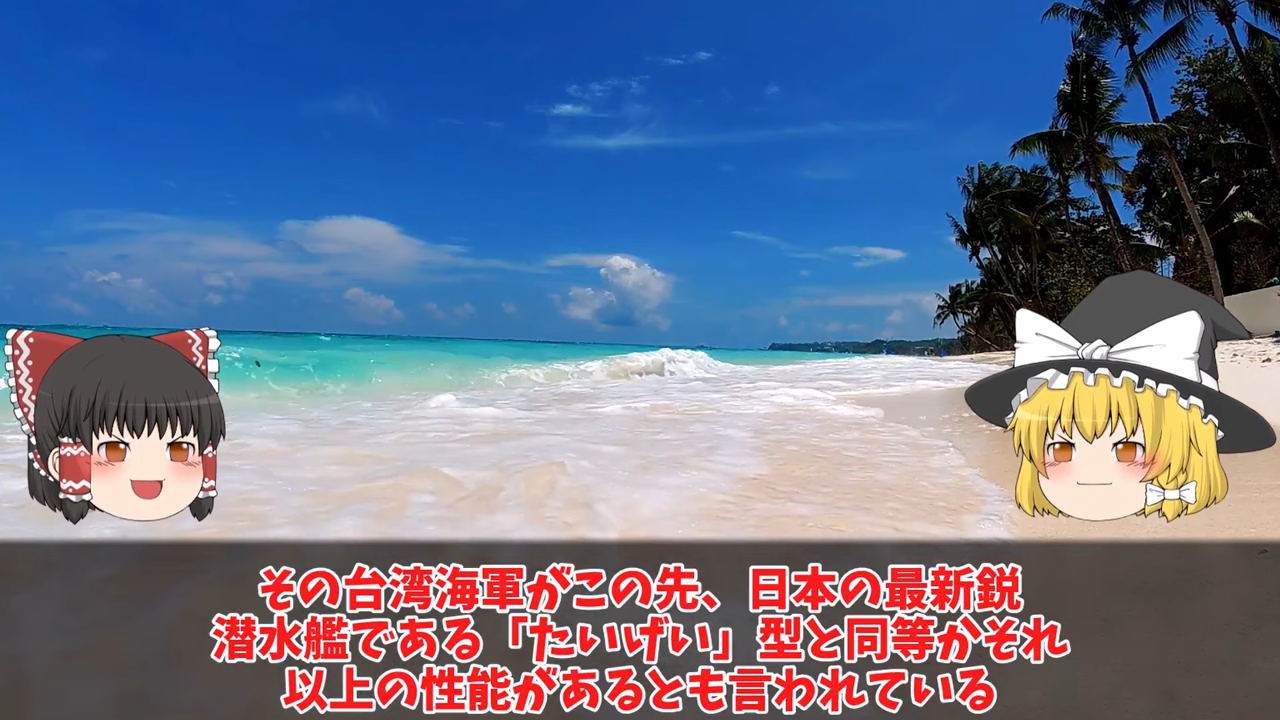 その台湾海軍がこの先、日本の最新鋭
潜水艦である「たいげい」型と同等かそれ
以上の性能があるとも言われている